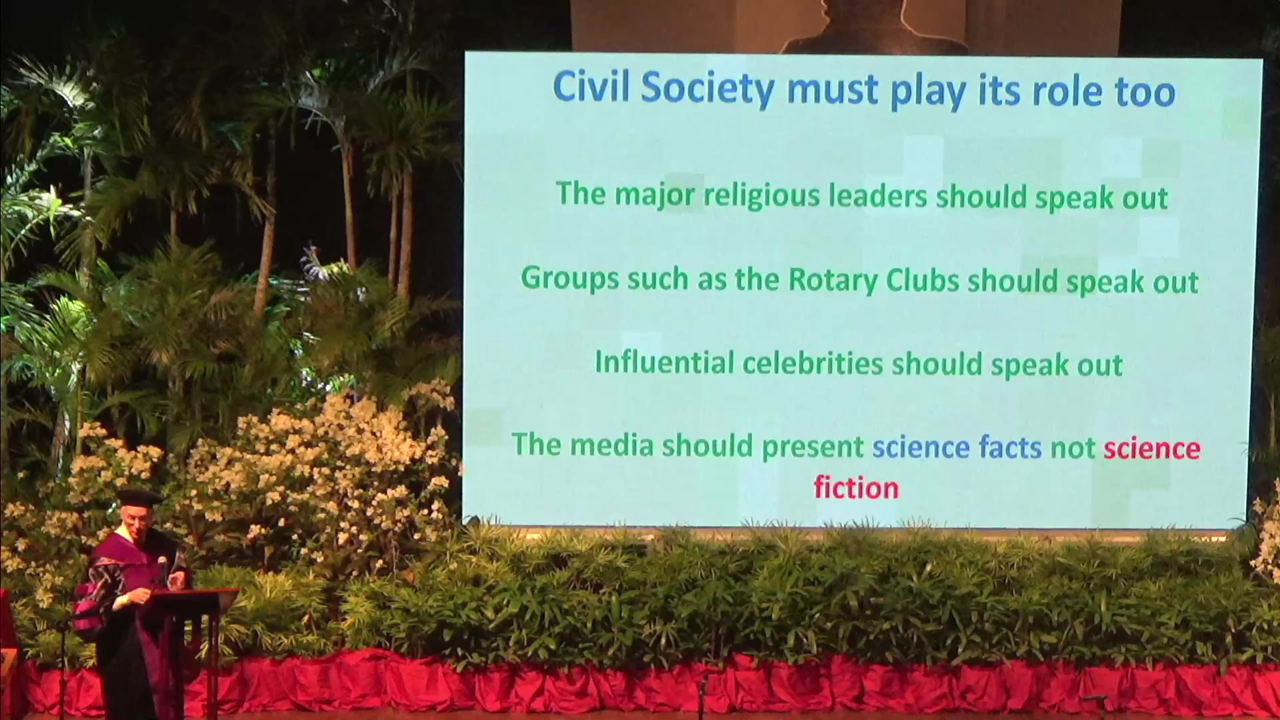 Civil Society must play its role too
The major religious leaders should speak out
Groups such as the Rotary Clubs should speak out
Influential celebrities should speak out
The media should present science facts not science
fiction